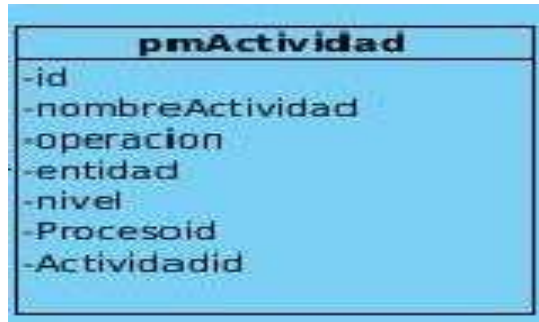 pmActividad
-id
-nombreActividad
-operacion
-entidad
-nivel
-Procesoid
-Actividadid